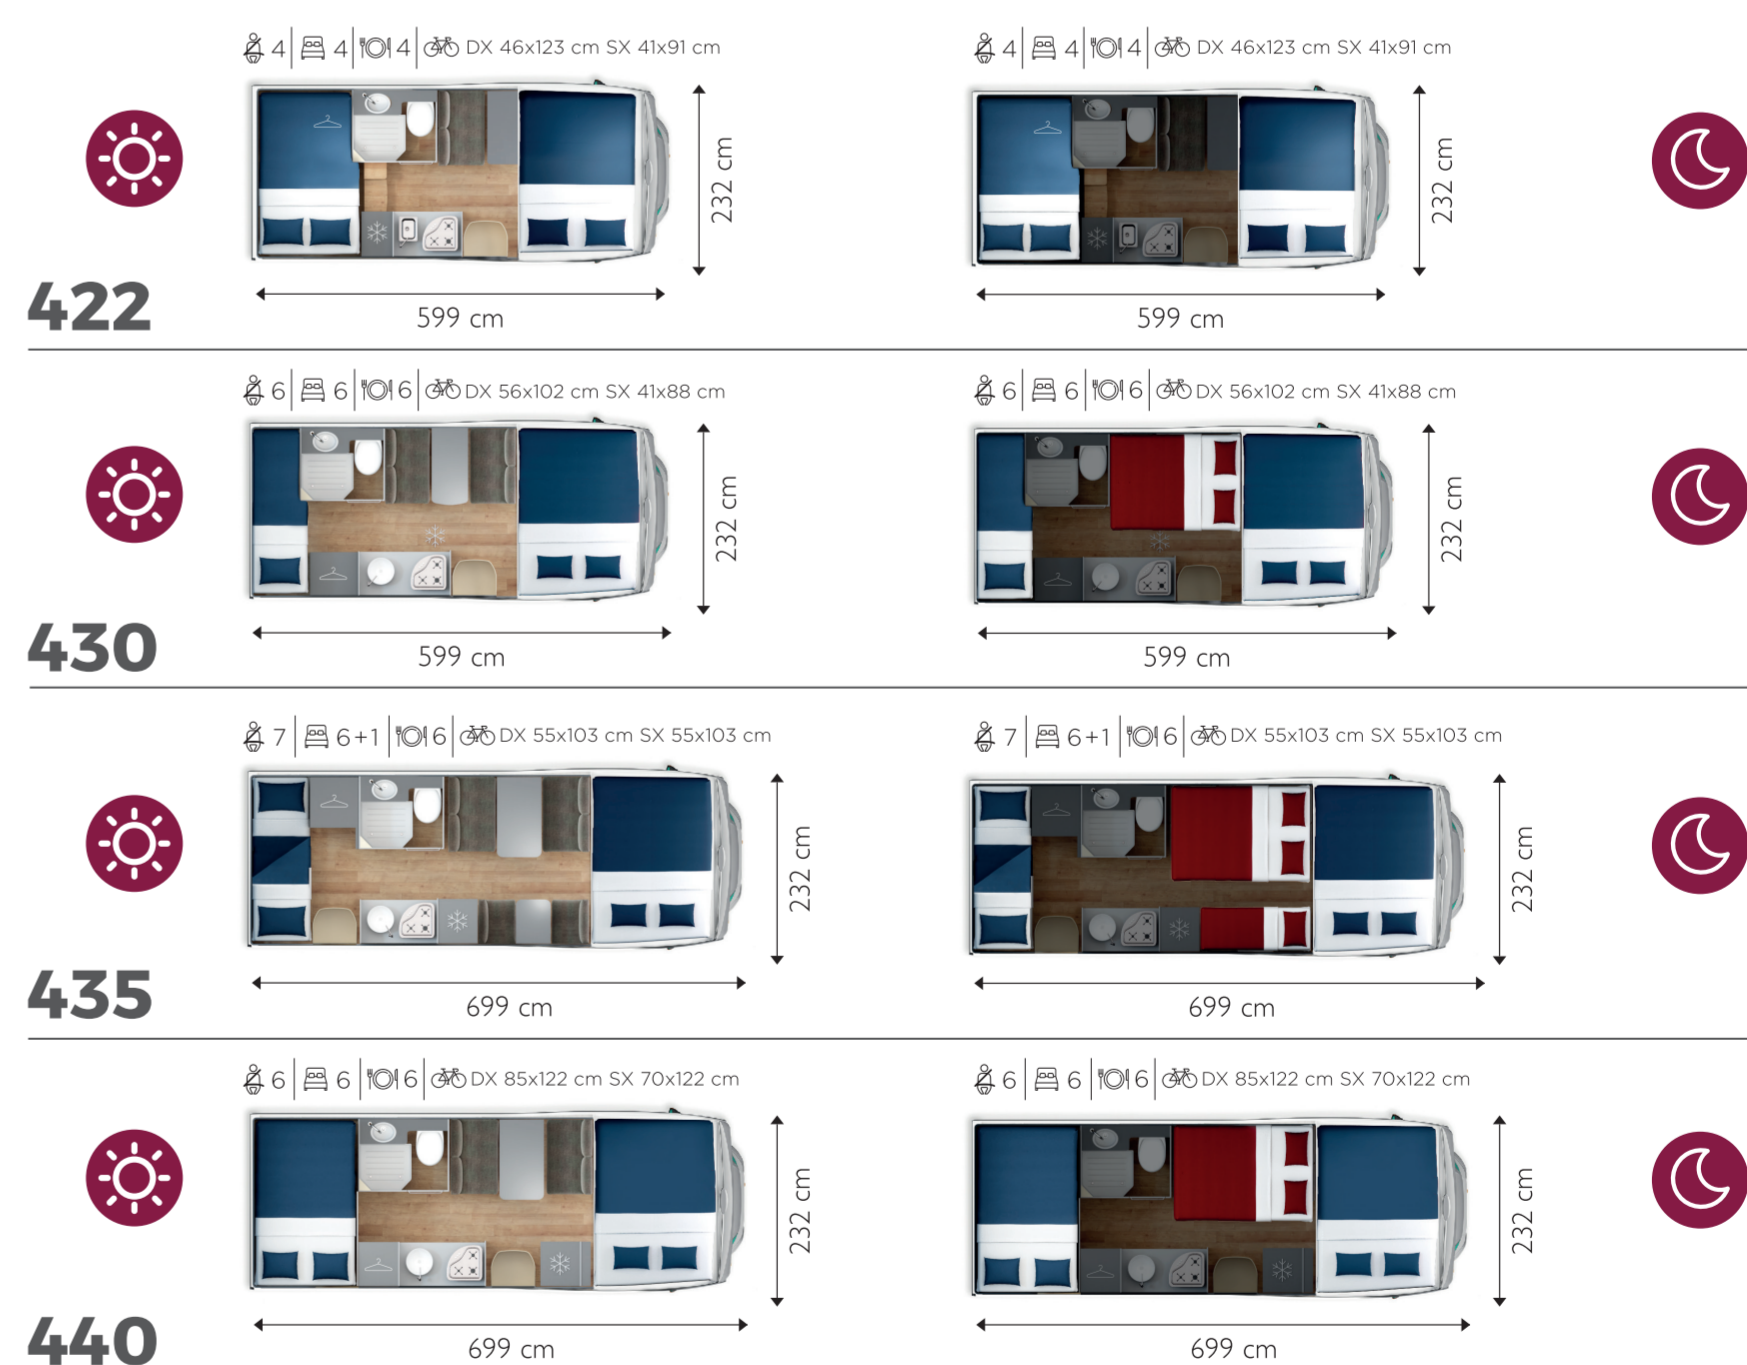 4 4 4 DX 46x123 cm SX 41x91 cm
4 4 4 DX 46x123 cm SX 41x91 cm
232 cm
232 cm
599 cm
599 cm
422
6 6 6 DX 56x102 cm SX 41x88 cm
6 6 6 DX 56x102 cm SX 41x88 cm
232 cm
232 cm
599 cm
599 cm
430
7 6+1 6 DX 55x103 cm SX 55x103 cm
7 6+1 6 DX 55x103 cm SX 55x103 cm
232 cm
232 cm
699 cm
699 cm
435
6 6 6 DX 85x122 cm SX 70x122 cm
6 6 6 DX 85x122 cm SX 70x122 cm
232 cm
232 cm
699 cm
699 cm
440